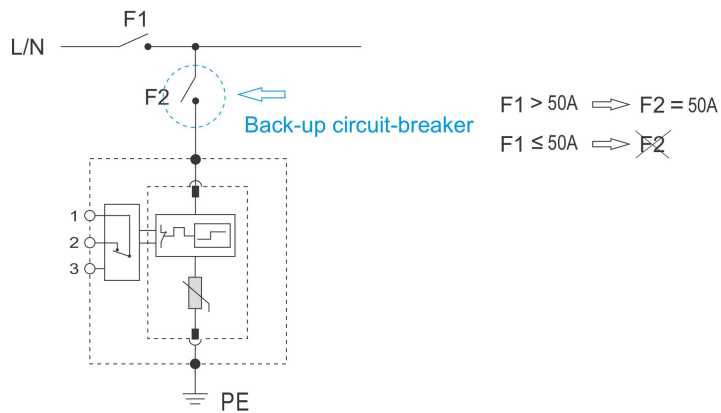 F1
L/N
F2
Back-up circuit-breaker
F1 > 50A ⇨ F2 = 50A
F1 ≤ 50A ⇨ F2
1
2
3
PE